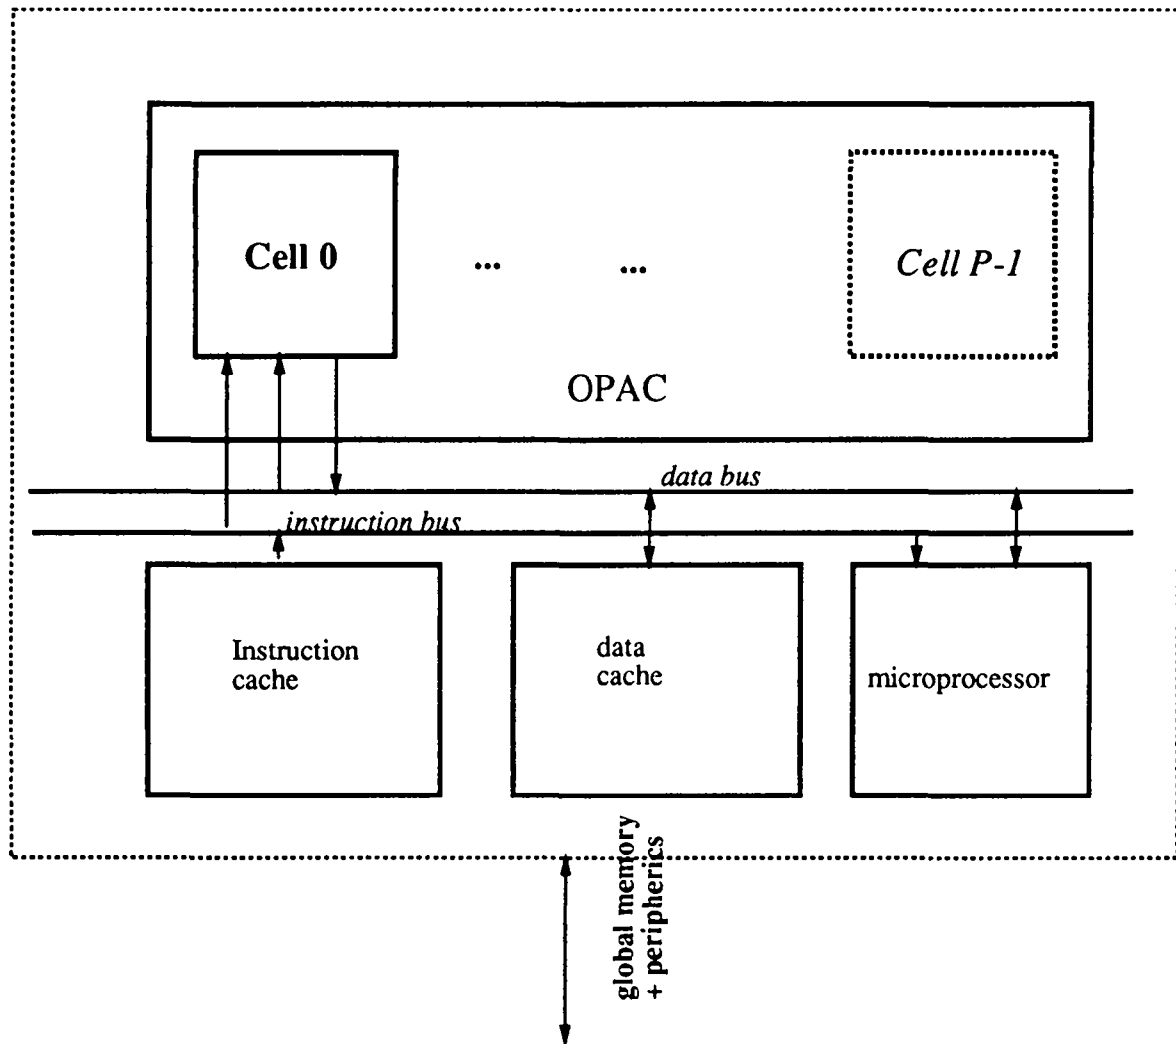 Cell 0
... ...
Cell P-1
OPAC
data bus
instruction bus
Instruction
cache
data
cache
microprocessor
global memory
+ peripherics